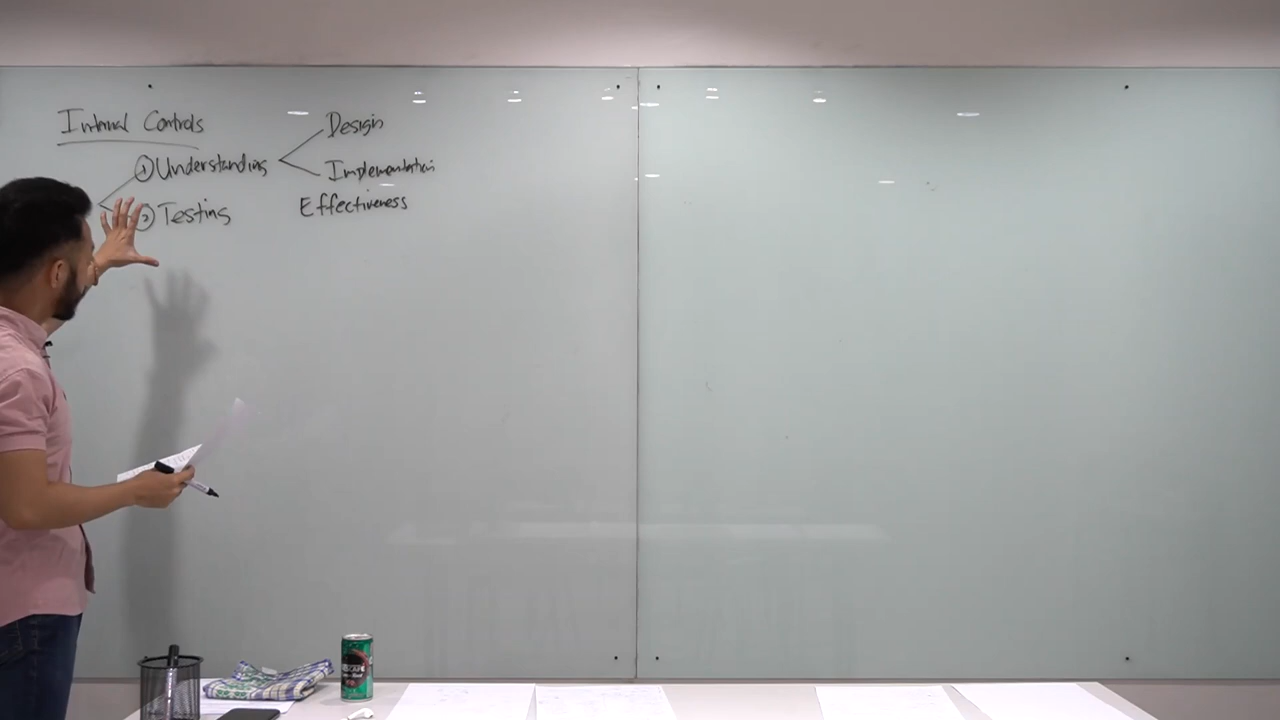 Internal Controls
Design
① Understanding
Implementation
② Testing
Effectiveness